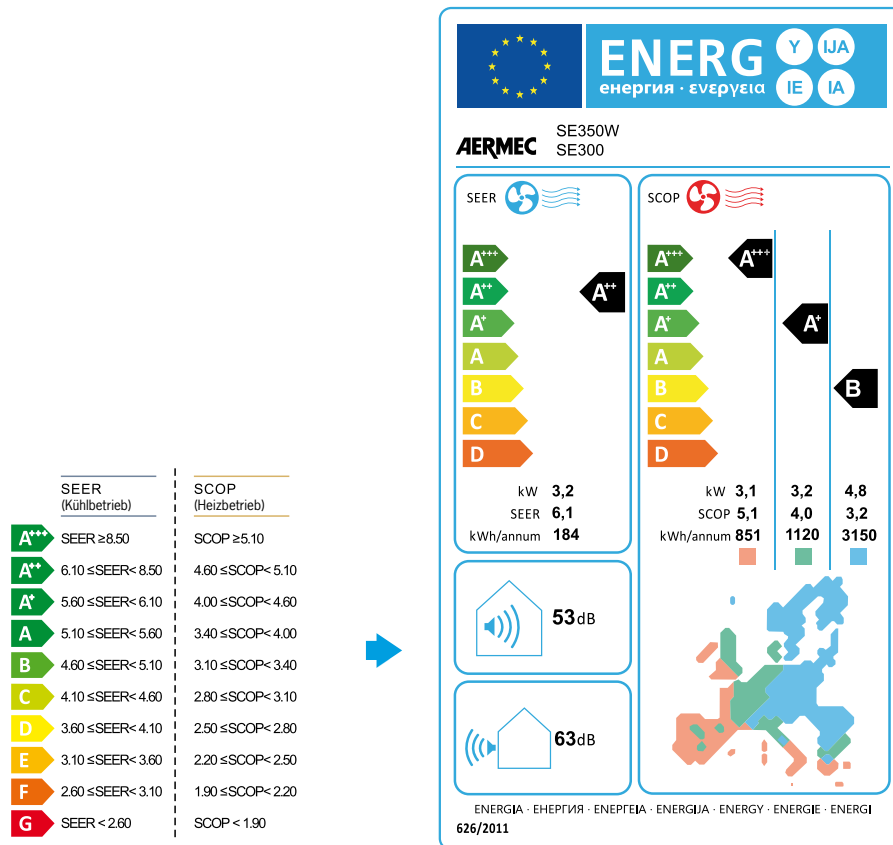 SEER
(Kühlbetrieb)
SCOP
(Heizbetrieb)
A+++ SEER ≥8.50 SCOP ≥5.10
A++ 6.10 ≤SEER< 8.50 4.60 ≤SCOP< 5.10
A+ 5.60 ≤SEER< 6.10 4.00 ≤SCOP< 4.60
A 5.10 ≤SEER< 5.60 3.40 ≤SCOP< 4.00
B 4.60 ≤SEER< 5.10 3.10 ≤SCOP< 3.40
C 4.10 ≤SEER< 4.60 2.80 ≤SCOP< 3.10
D 3.60 ≤SEER< 4.10 2.50 ≤SCOP< 2.80
E 3.10 ≤SEER< 3.60 2.20 ≤SCOP< 2.50
F 2.60 ≤SEER< 3.10 1.90 ≤SCOP< 2.20
G SEER < 2.60 SCOP < 1.90
ENERG
енергия · ενεργεια
Y IJA
IE IA
AERMEC
SE350W
SE300
SEER
A+++
A++ A++
A+
A
B
C
D
kW 3,2
SEER 6,1
kWh/annum 184
SCOP
A+++ A+++
A++
A+ A+
A
B B
C
D
kW 3,1 3,2 4,8
SCOP 5,1 4,0 3,2
kWh/annum 851 1120 3150
53 dB
63 dB
ENERGIA · ЕНЕРГИЯ · ΕΝΕΡΓΕΙΑ · ENERGIJA · ENERGY · ENERGIE · ENERGI
626/2011